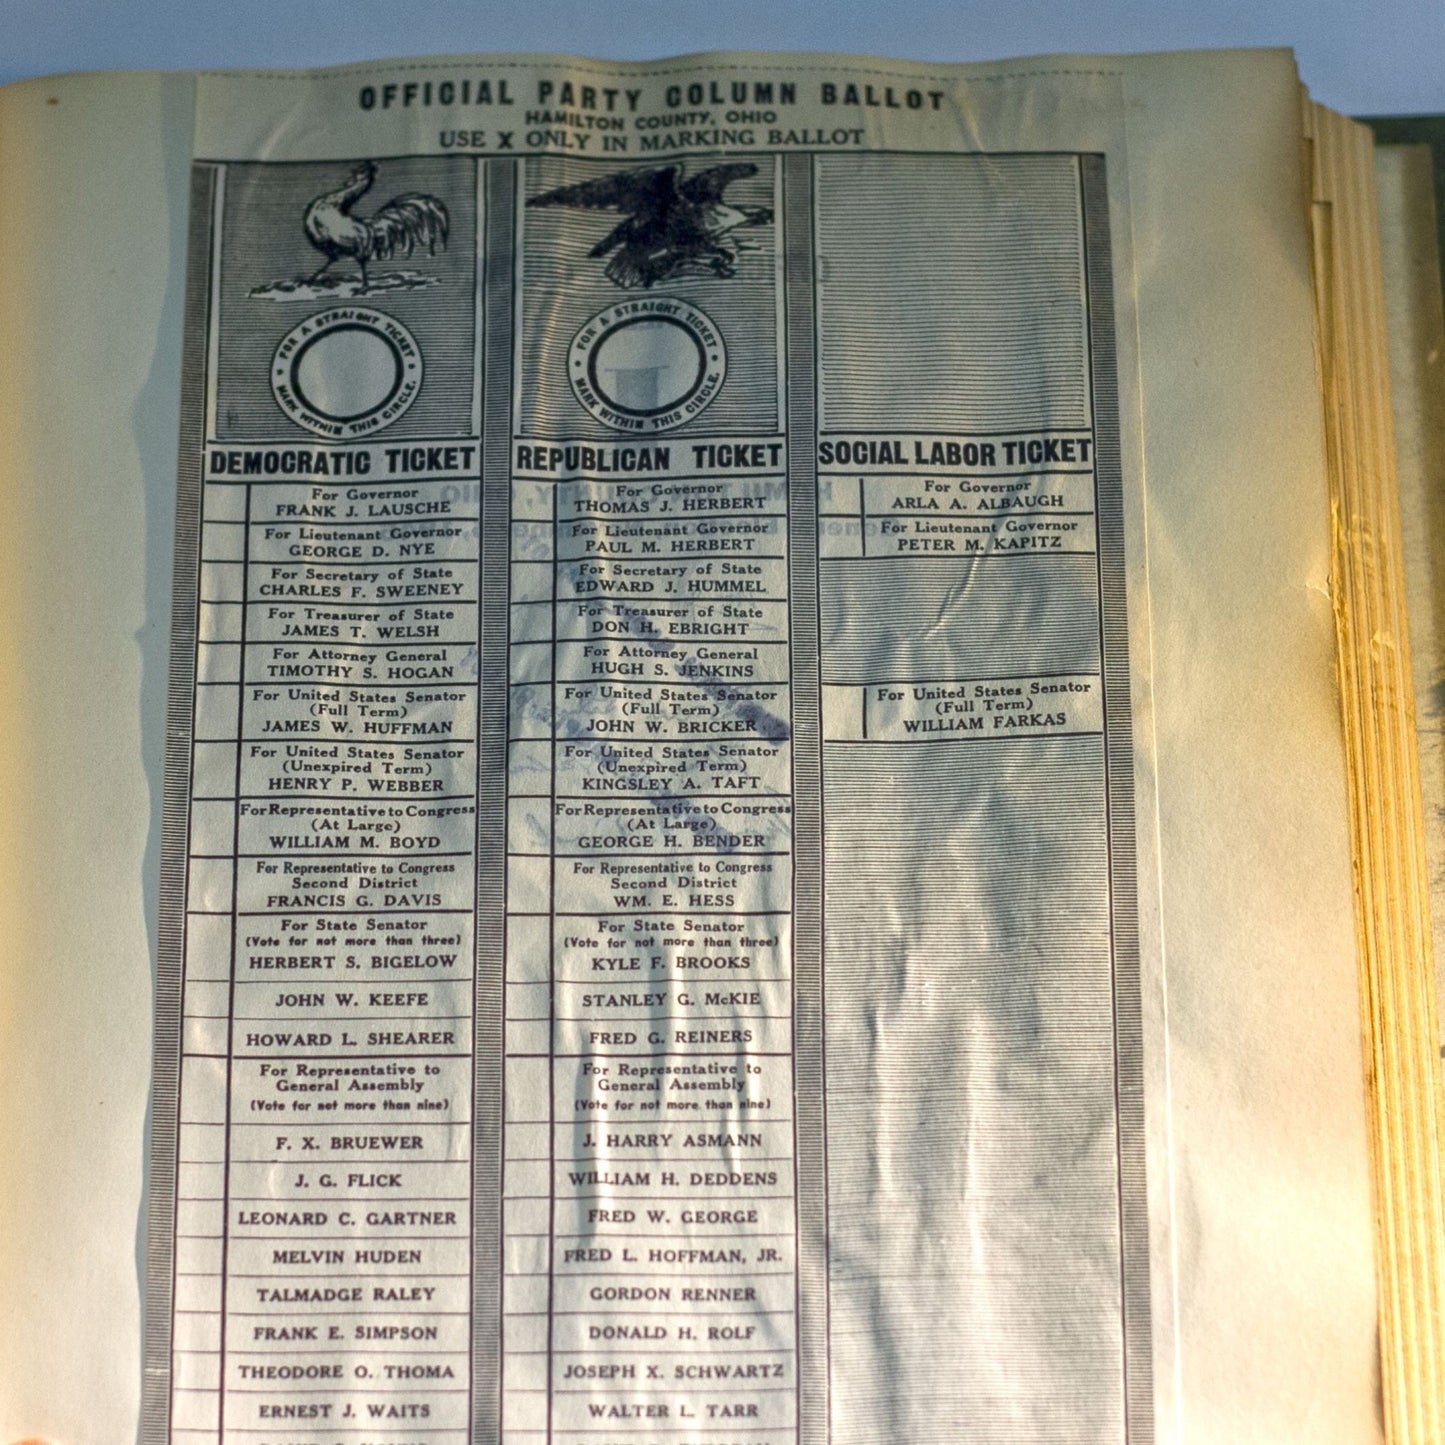 OFFICIAL PARTY COLUMN BALLOT
HAMILTON COUNTY, OHIO
USE X ONLY IN MARKING BALLOT
FOR A STRAIGHT TICKET
MARK WITHIN THIS CIRCLE.
DEMOCRATIC TICKET
For Governor
FRANK J. LAUSCHE
For Lieutenant Governor
GEORGE D. NYE
For Secretary of State
CHARLES F. SWEENEY
For Treasurer of State
JAMES T. WELSH
For Attorney General
TIMOTHY S. HOGAN
For United States Senator
(Full Term)
JAMES W. HUFFMAN
For United States Senator
(Unexpired Term)
HENRY P. WEBBER
For Representative to Congress
(At Large)
WILLIAM M. BOYD
For Representative to Congress
Second District
FRANCIS G. DAVIS
For State Senator
(Vote for not more than three)
HERBERT S. BIGELOW
JOHN W. KEEFE
HOWARD L. SHEARER
For Representative to
General Assembly
(Vote for not more than nine)
F. X. BRUEWER
J. G. FLICK
LEONARD C. GARTNER
MELVIN HUDEN
TALMADGE RALEY
FRANK E. SIMPSON
THEODORE O. THOMA
ERNEST J. WAITS
FOR A STRAIGHT TICKET
MARK WITHIN THIS CIRCLE.
REPUBLICAN TICKET
For Governor
THOMAS J. HERBERT
For Lieutenant Governor
PAUL M. HERBERT
For Secretary of State
EDWARD J. HUMMEL
For Treasurer of State
DON H. EBRIGHT
For Attorney General
HUGH S. JENKINS
For United States Senator
(Full Term)
JOHN W. BRICKER
For United States Senator
(Unexpired Term)
KINGSLEY A. TAFT
For Representative to Congress
(At Large)
GEORGE H. BENDER
For Representative to Congress
Second District
WM. E. HESS
For State Senator
(Vote for not more than three)
KYLE F. BROOKS
STANLEY G. McKIE
FRED G. REINERS
For Representative to
General Assembly
(Vote for not more than nine)
J. HARRY ASMANN
WILLIAM H. DEDDENS
FRED W. GEORGE
FRED L. HOFFMAN, JR.
GORDON RENNER
DONALD H. ROLF
JOSEPH X. SCHWARTZ
WALTER L. TARR
SOCIAL LABOR TICKET
For Governor
ARLA A. ALBAUGH
For Lieutenant Governor
PETER M. KAPITZ
For United States Senator
(Full Term)
WILLIAM FARKAS